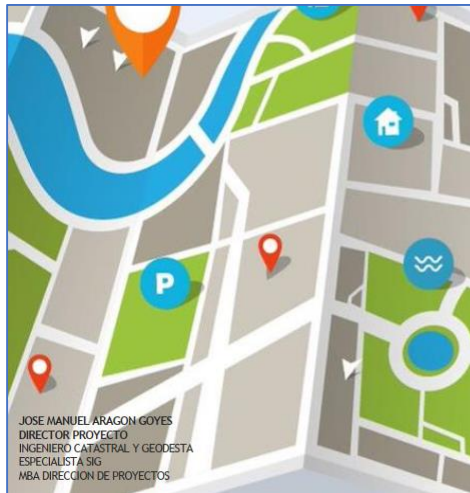 P
JOSE MANUEL ARAGON GOYES
DIRECTOR PROYECTO
INGENIERO CATASTRAL Y GEODESTA
ESPECIALISTA SIG
MBA DIRECCION DE PROYECTOS